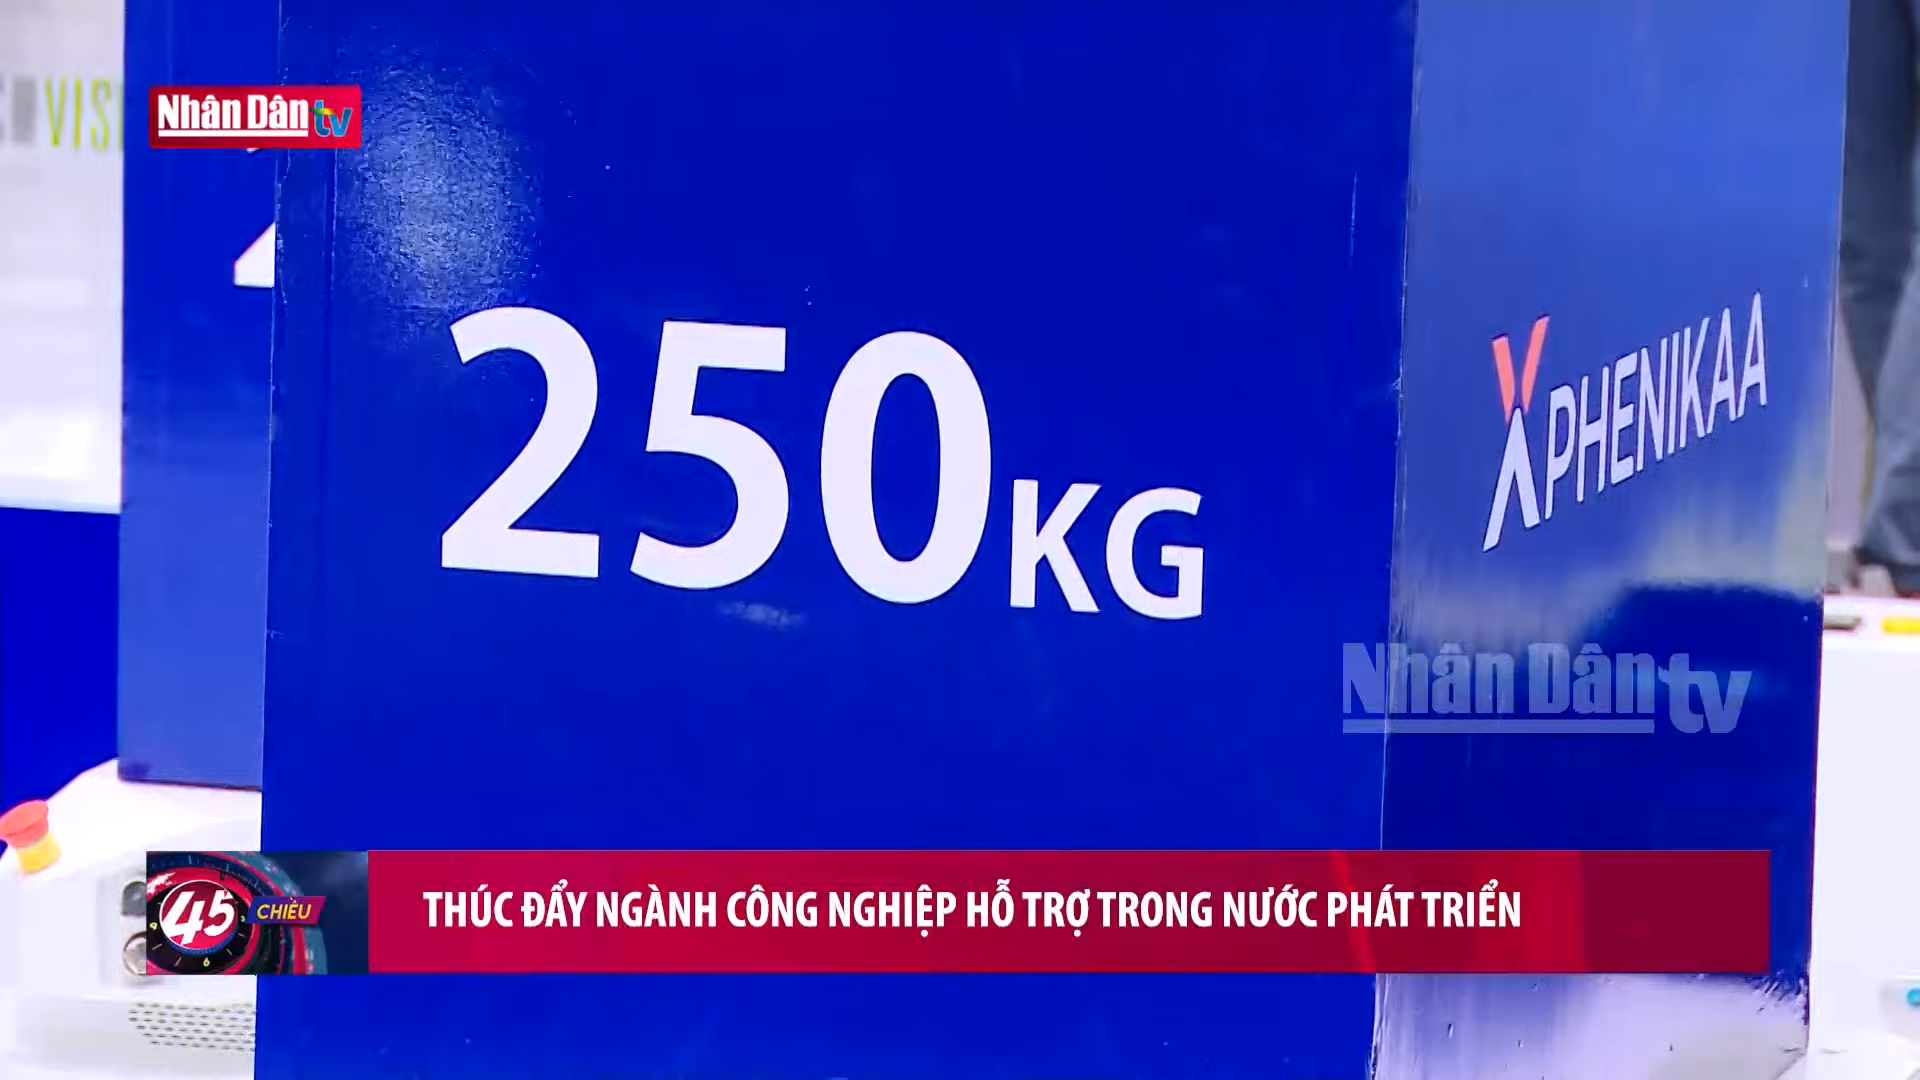 Nhân Dân tv
VIS
250KG
PHENIKAA
Nhân Dân tv
45 CHIỀU
THÚC ĐẨY NGÀNH CÔNG NGHIỆP HỖ TRỢ TRONG NƯỚC PHÁT TRIỂN